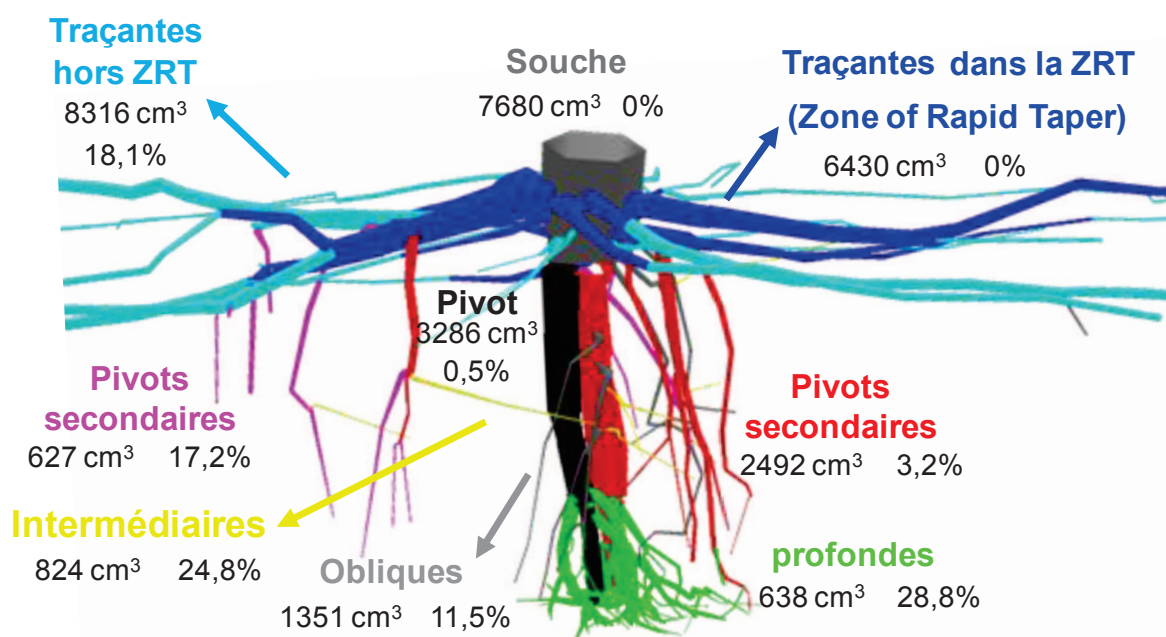 Traçantes
hors ZRT
8316 cm³
18,1%
Souche
7680 cm³ 0%
Traçantes dans la ZRT
(Zone of Rapid Taper)
6430 cm³ 0%
Pivot
3286 cm³
0,5%
Pivots
secondaires
627 cm³ 17,2%
Pivots
secondaires
2492 cm³ 3,2%
Intermédiaires
824 cm³ 24,8%
Obliques
1351 cm³ 11,5%
profondes
638 cm³ 28,8%